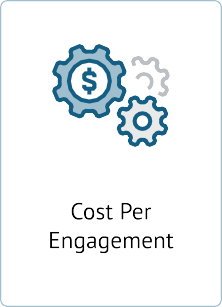 $
Cost Per
Engagement